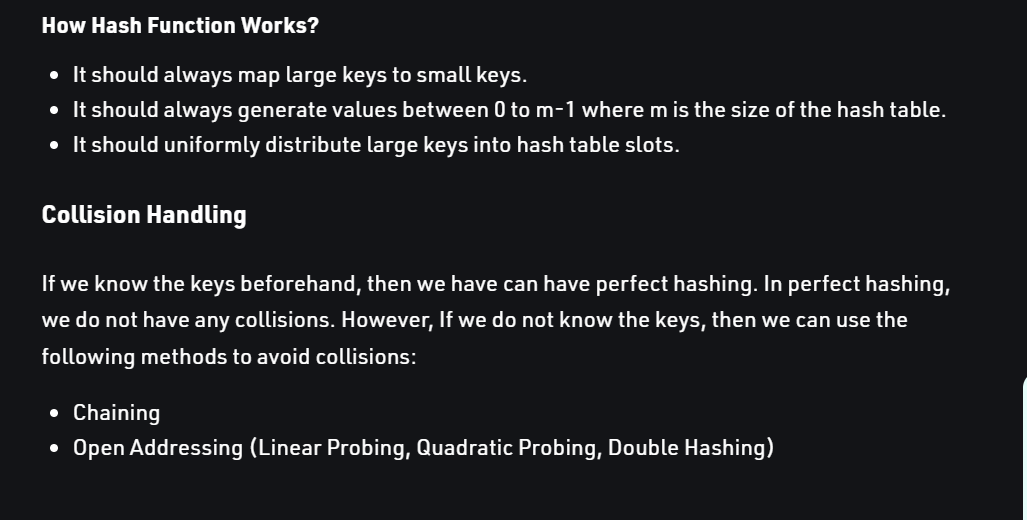 How Hash Function Works?
• It should always map large keys to small keys.
• It should always generate values between 0 to m-1 where m is the size of the hash table.
• It should uniformly distribute large keys into hash table slots.
Collision Handling
If we know the keys beforehand, then we have can have perfect hashing. In perfect hashing,
we do not have any collisions. However, If we do not know the keys, then we can use the
following methods to avoid collisions:
• Chaining
• Open Addressing (Linear Probing, Quadratic Probing, Double Hashing)